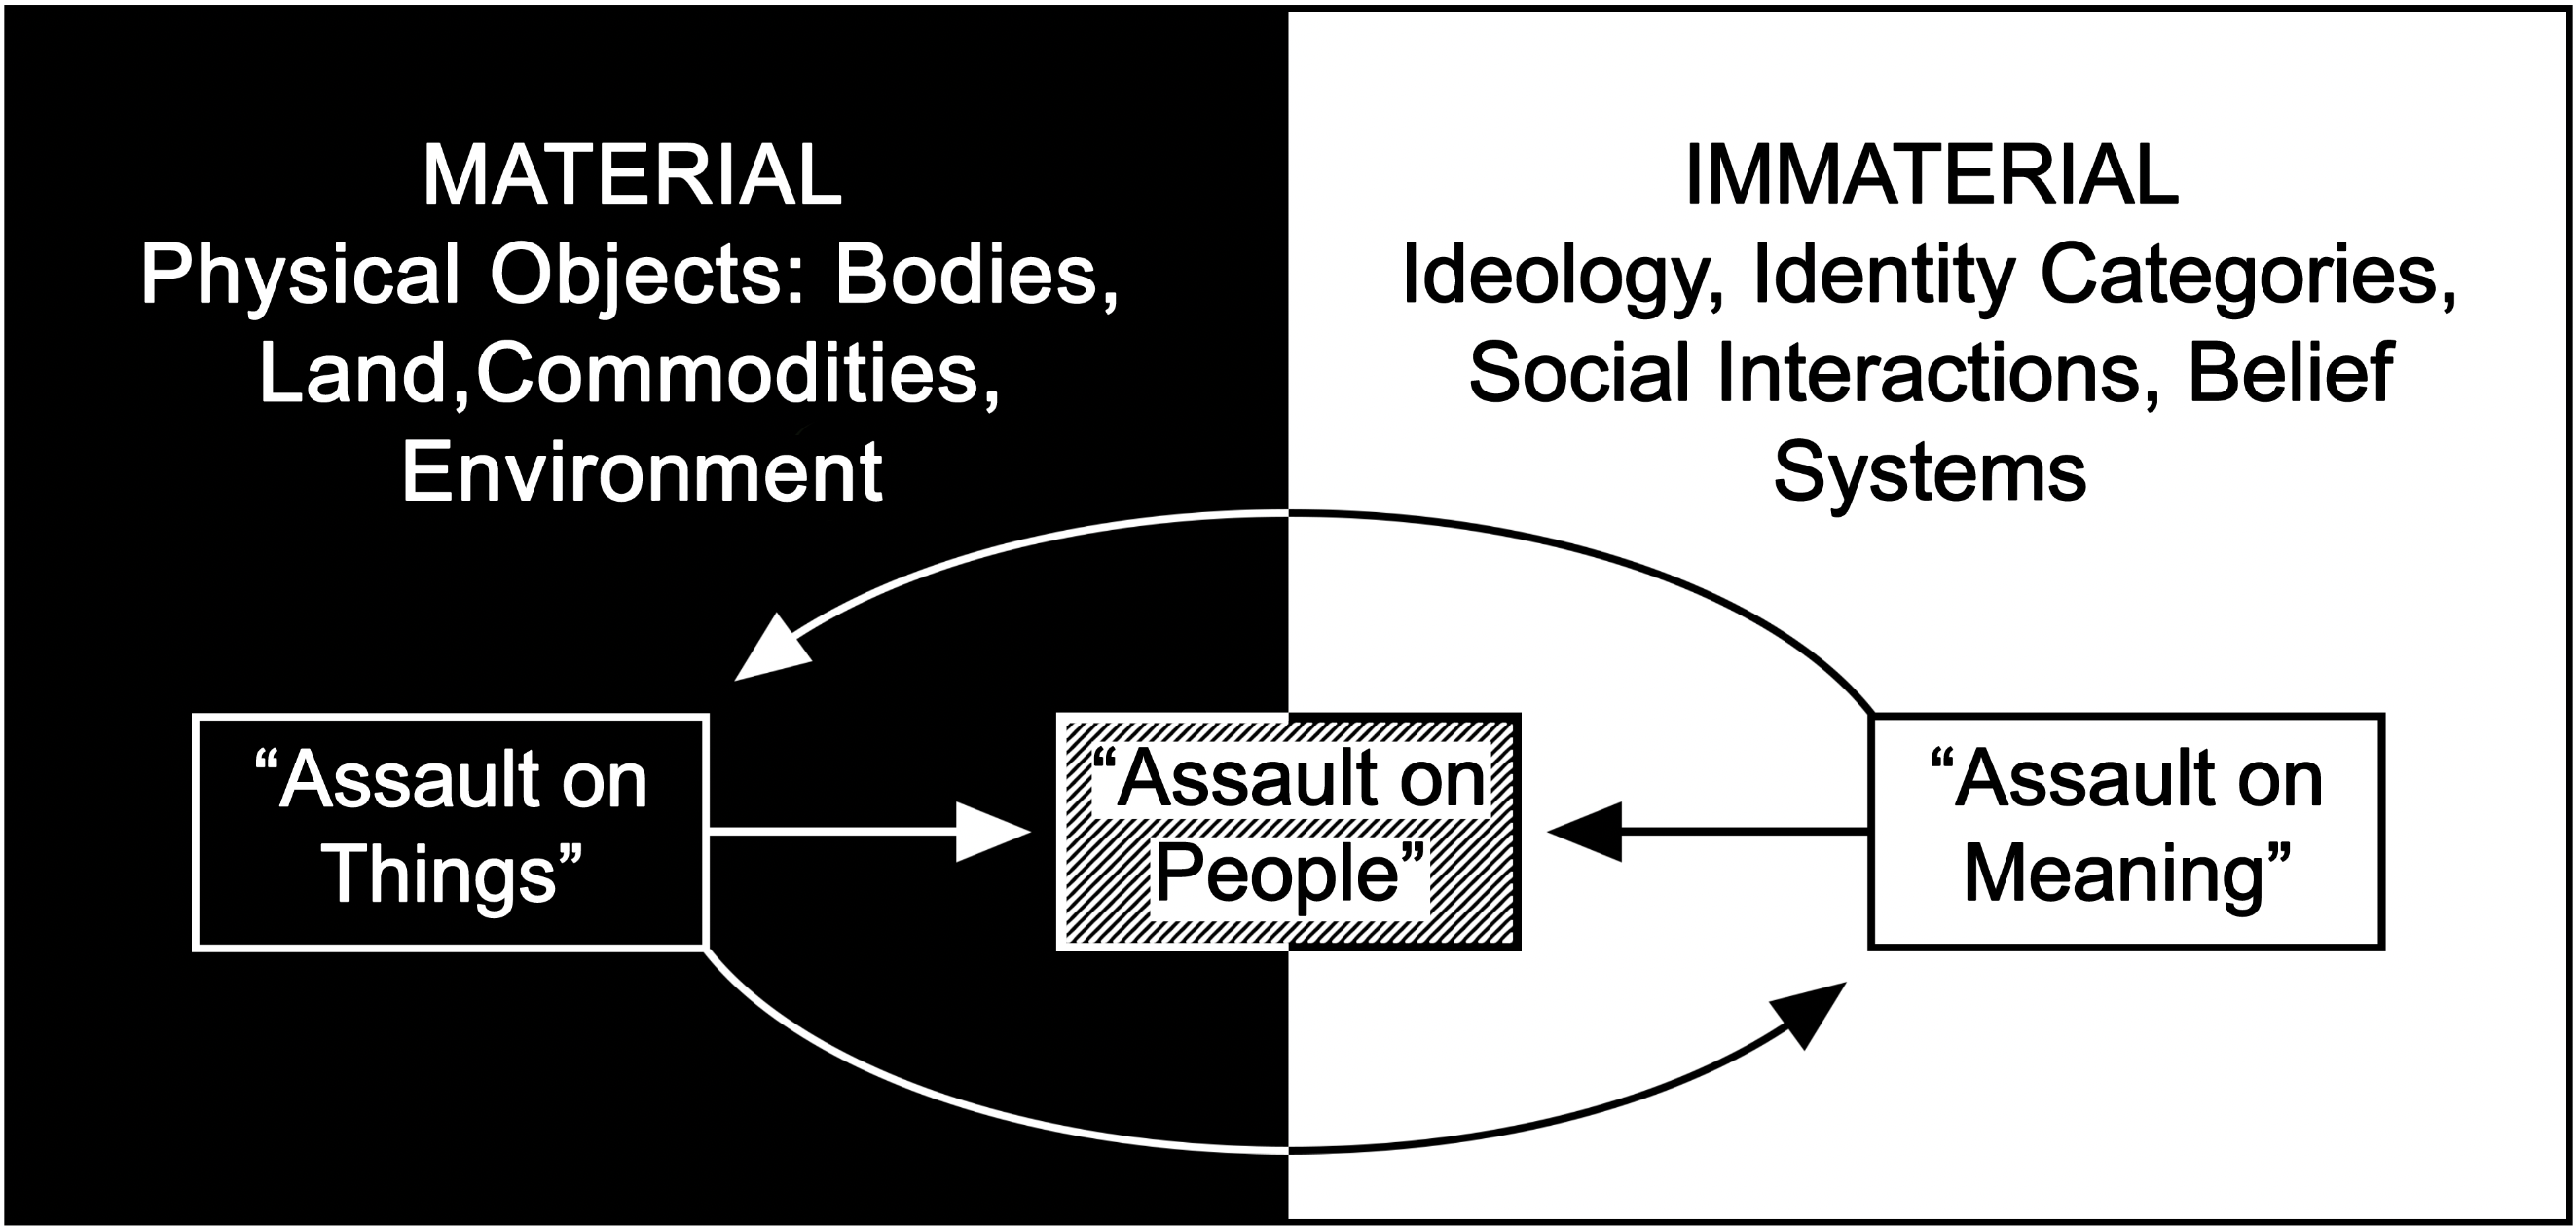 MATERIAL
Physical Objects: Bodies,
Land,Commodities,
Environment
IMMATERIAL
Ideology, Identity Categories,
Social Interactions, Belief
Systems
“Assault on
Things”
“Assault on
People”
“Assault on
Meaning”